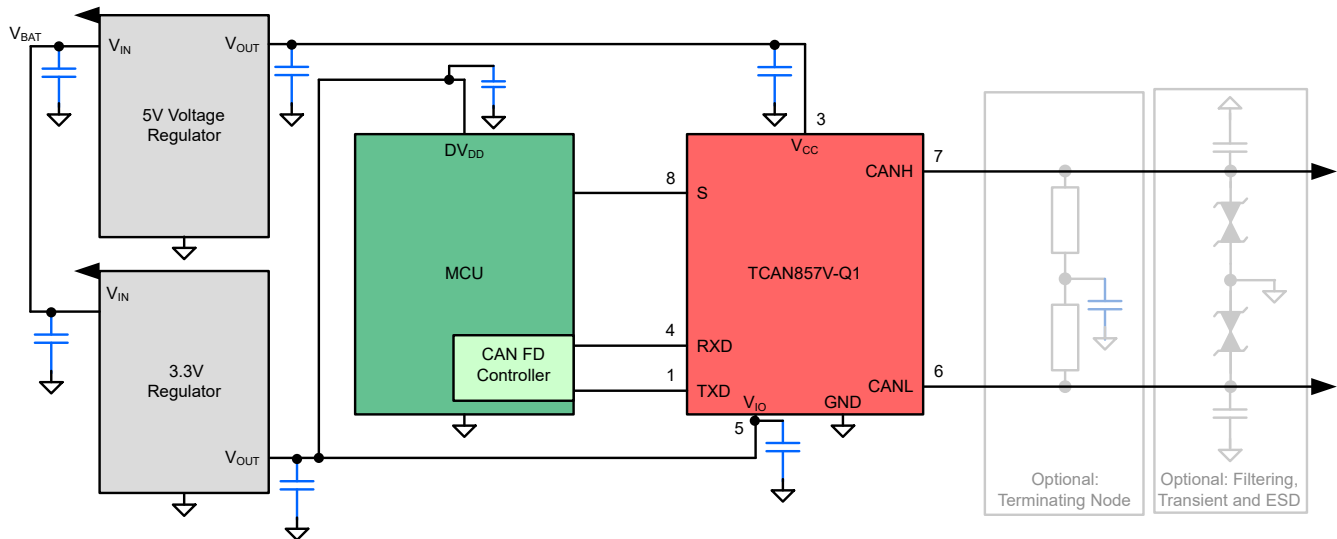 VBAT
VIN
VOUT
5V Voltage
Regulator
VIN
3.3V
Regulator
VOUT
DVDD
MCU
CAN FD
Controller
8
4
1
3
VCC
S
CANH
7
TCAN857V-Q1
RXD
TXD
VIO
GND
CANL
6
5
Optional:
Terminating Node
Optional: Filtering,
Transient and ESD